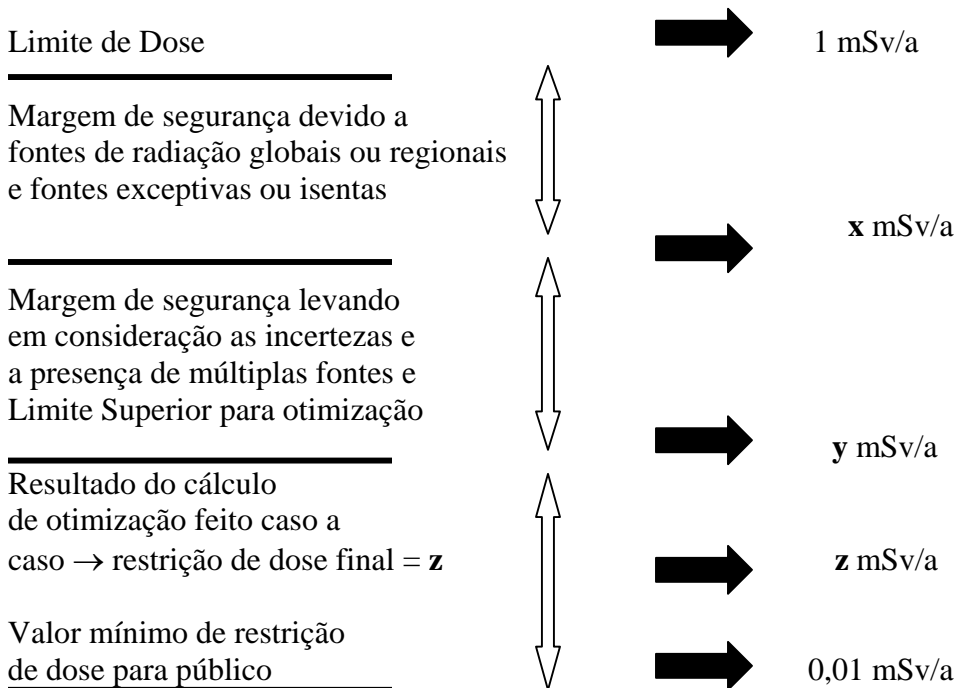 Limite de Dose 1 mSv/a
Margem de segurança devido a
fontes de radiação globais ou regionais
e fontes exceptivas ou isentas
x mSv/a
Margem de segurança levando
em consideração as incertezas e
a presença de múltiplas fontes e
Limite Superior para otimização
y mSv/a
Resultado do cálculo
de otimização feito caso a
caso → restrição de dose final = z z mSv/a
Valor mínimo de restrição
de dose para público 0,01 mSv/a